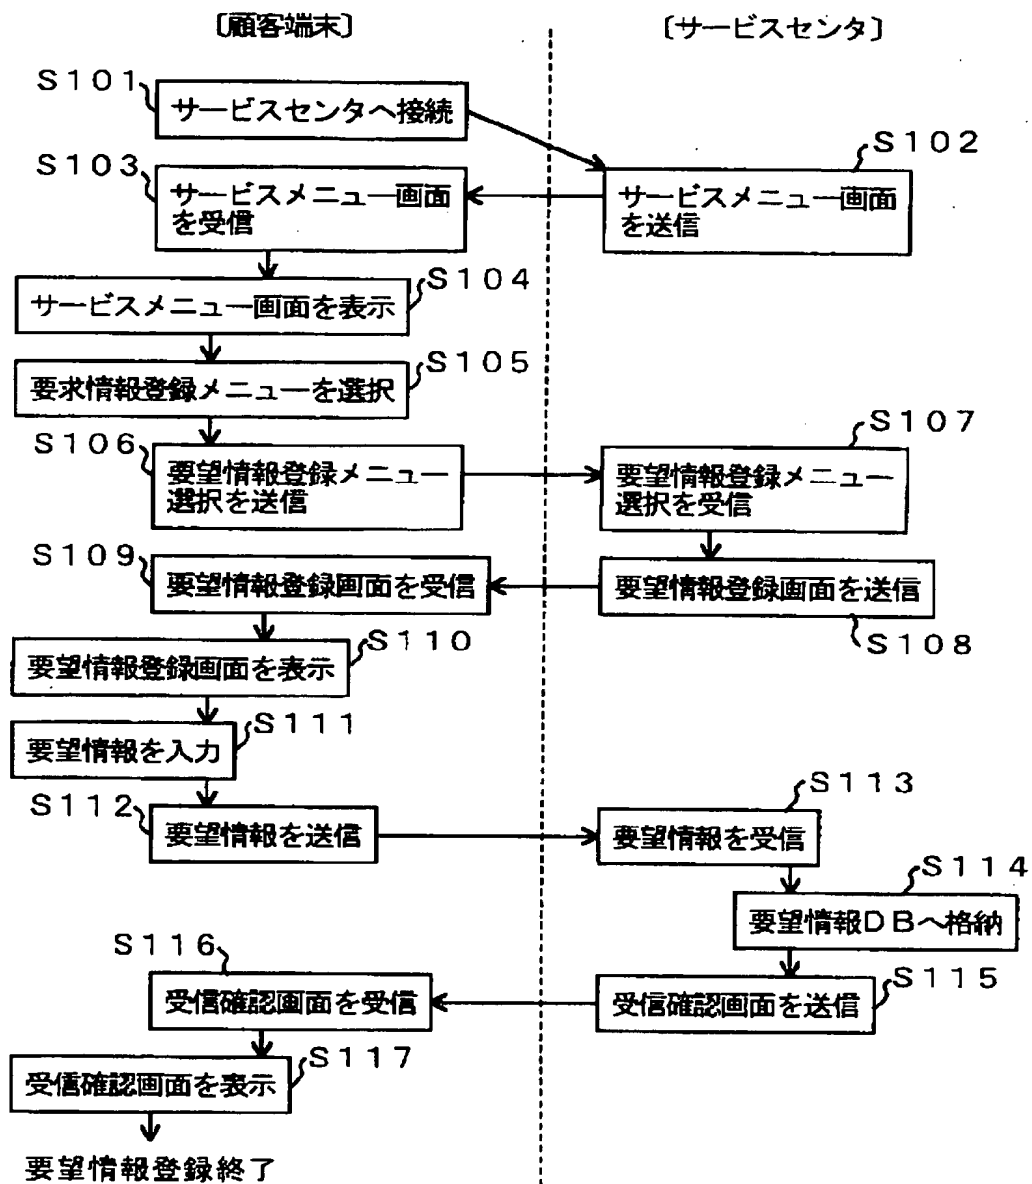 〔顧客端末〕
〔サービスセンタ〕
S101
サービスセンタへ接続
S102
サービスメニュー画面
を送信
S103
サービスメニュー画面
を受信
S104
サービスメニュー画面を表示
S105
要求情報登録メニューを選択
S106
要望情報登録メニュー
選択を送信
S107
要望情報登録メニュー
選択を受信
要望情報登録画面を送信
S108
S109
要望情報登録画面を受信
S110
要望情報登録画面を表示
S111
要望情報を入力
S112
要望情報を送信
S113
要望情報を受信
S114
要望情報DBへ格納
S115
受信確認画面を送信
S116
受信確認画面を受信
S117
受信確認画面を表示
要望情報登録終了